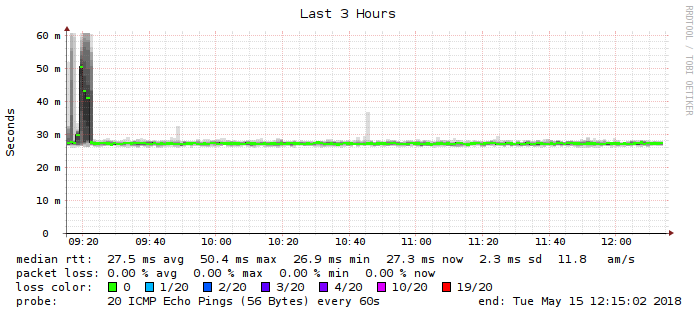 Last 3 Hours
RRDTOOL / TOBI OETIKER
Seconds
60 m
50 m
40 m
30 m
20 m
10 m
0
09:20 09:40 10:00 10:20 10:40 11:00 11:20 11:40 12:00
median rtt: 27.5 ms avg 50.4 ms max 26.9 ms min 27.3 ms now 2.3 ms sd 11.8 am/s
packet loss: 0.00 % avg 0.00 % max 0.00 % min 0.00 % now
loss color: 0 1/20 2/20 3/20 4/20 10/20 19/20
probe: 20 ICMP Echo Pings (56 Bytes) every 60s end: Tue May 15 12:15:02 2018